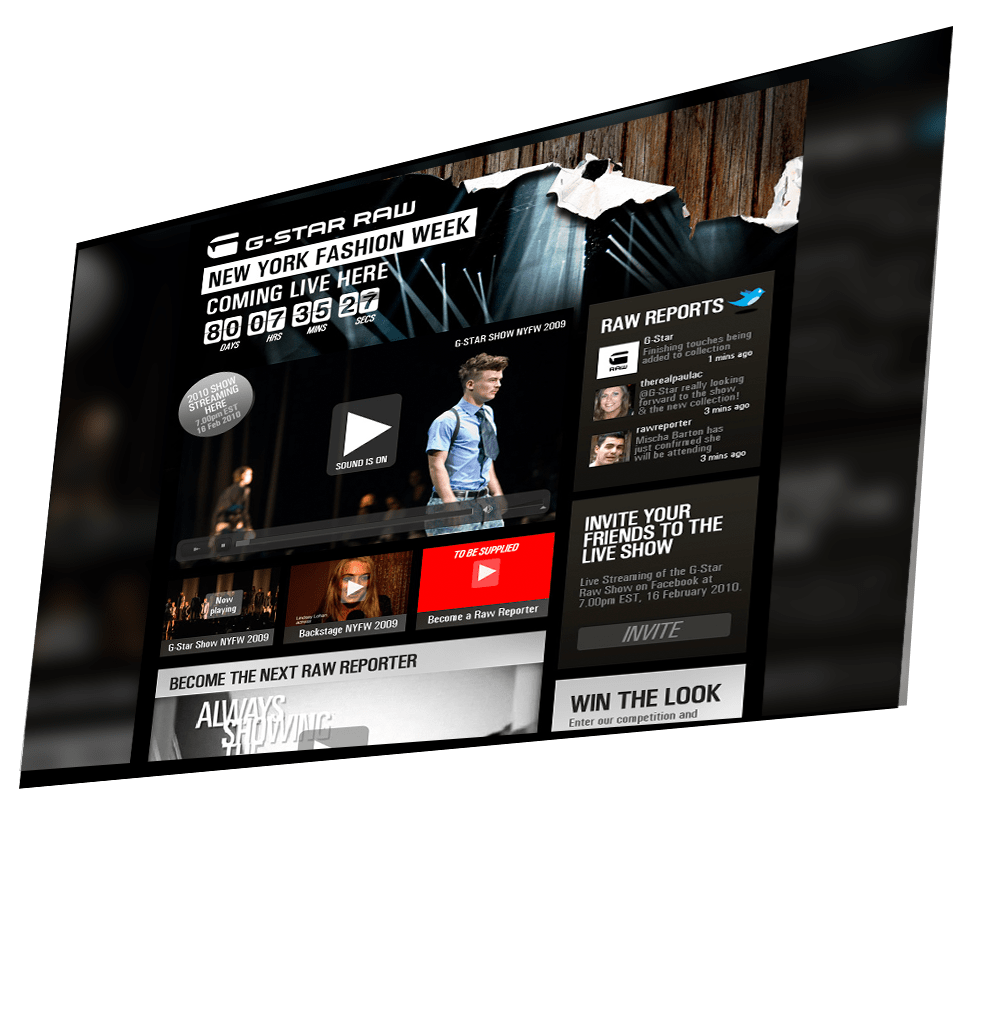 G-STAR RAW
NEW YORK FASHION WEEK
COMING LIVE HERE
80 07 35 27
DAYS HRS MINS SECS
G-STAR SHOW NYFW 2009
2010 SHOW
STREAMING
HERE
7.00pm EST
16 Feb 2010
SOUND IS ON
Now
playing
G-Star Show NYFW 2009
Lindsay Lohan,
actress
Backstage NYFW 2009
TO BE SUPPLIED
Become a Raw Reporter
BECOME THE NEXT RAW REPORTER
ALWAYS
SHOWING
RAW REPORTS
RAW
G-Star
Finishing touches being
added to collection
1 mins ago
therealpaulac
@G-Star really looking
forward to the show
& the new collection!
3 mins ago
rawreporter
Mischa Barton has
just confirmed she
will be attending
3 mins ago
INVITE YOUR
FRIENDS TO THE
LIVE SHOW
Live Streaming of the G-Star
Raw Show on Facebook at
7.00pm EST, 16 February 2010.
INVITE
WIN THE LOOK
Enter our competition and